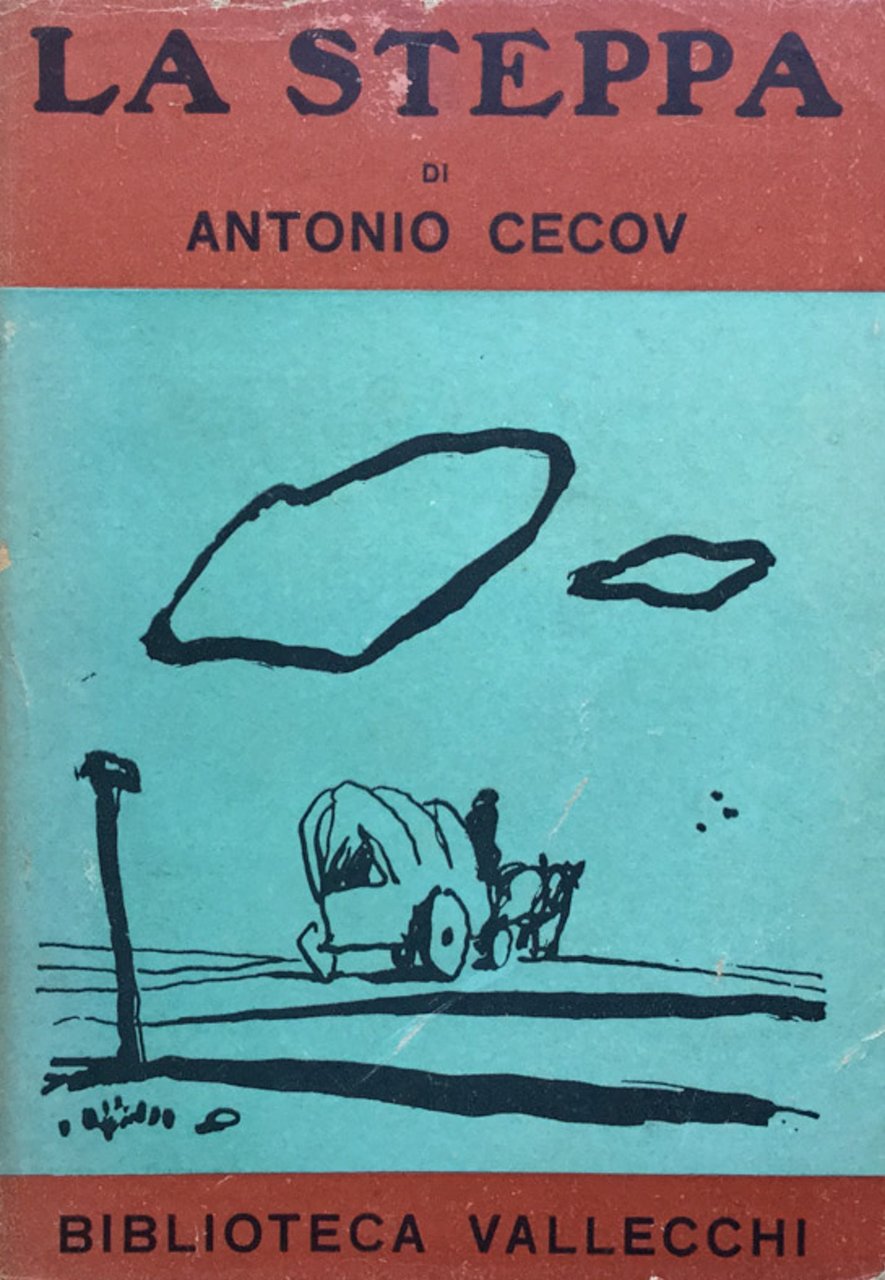 LA STEPPA
DI
ANTONIO CECOV
BIBLIOTECA VALLECCHI